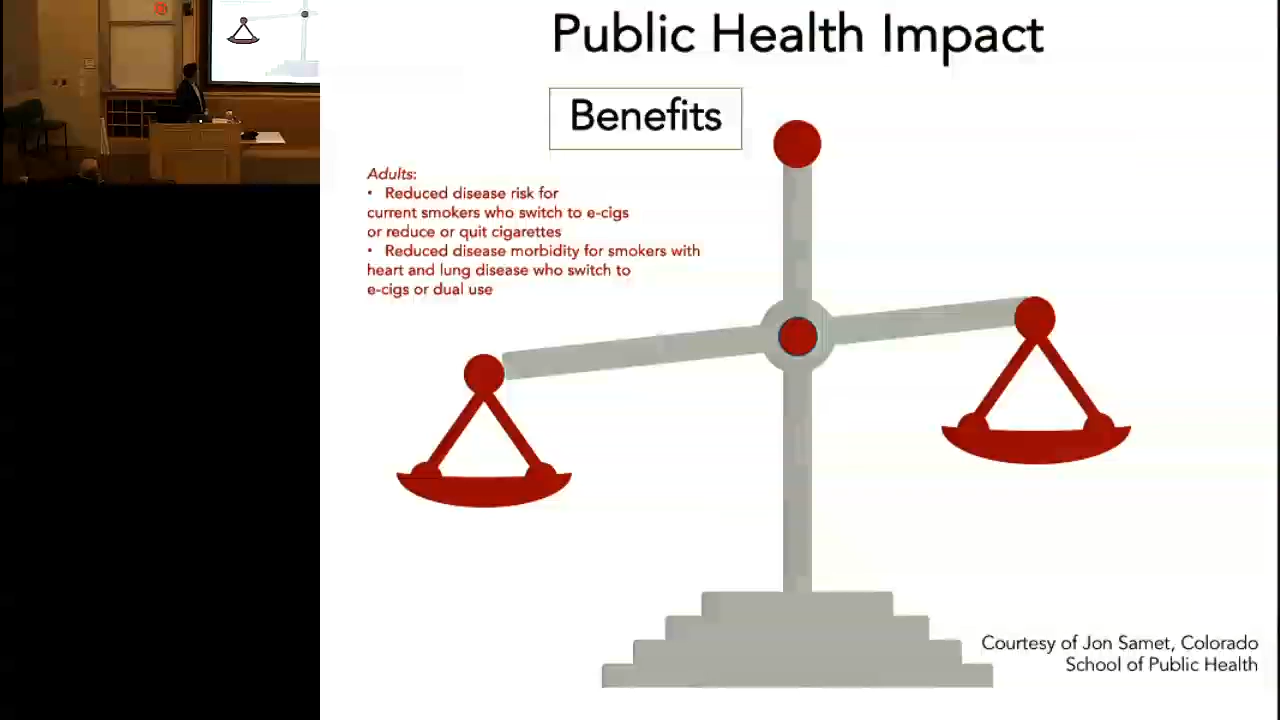 Public Health Impact
Benefits
Adults:
• Reduced disease risk for
current smokers who switch to e-cigs
or reduce or quit cigarettes
• Reduced disease morbidity for smokers with
heart and lung disease who switch to
e-cigs or dual use
Courtesy of Jon Samet, Colorado
School of Public Health